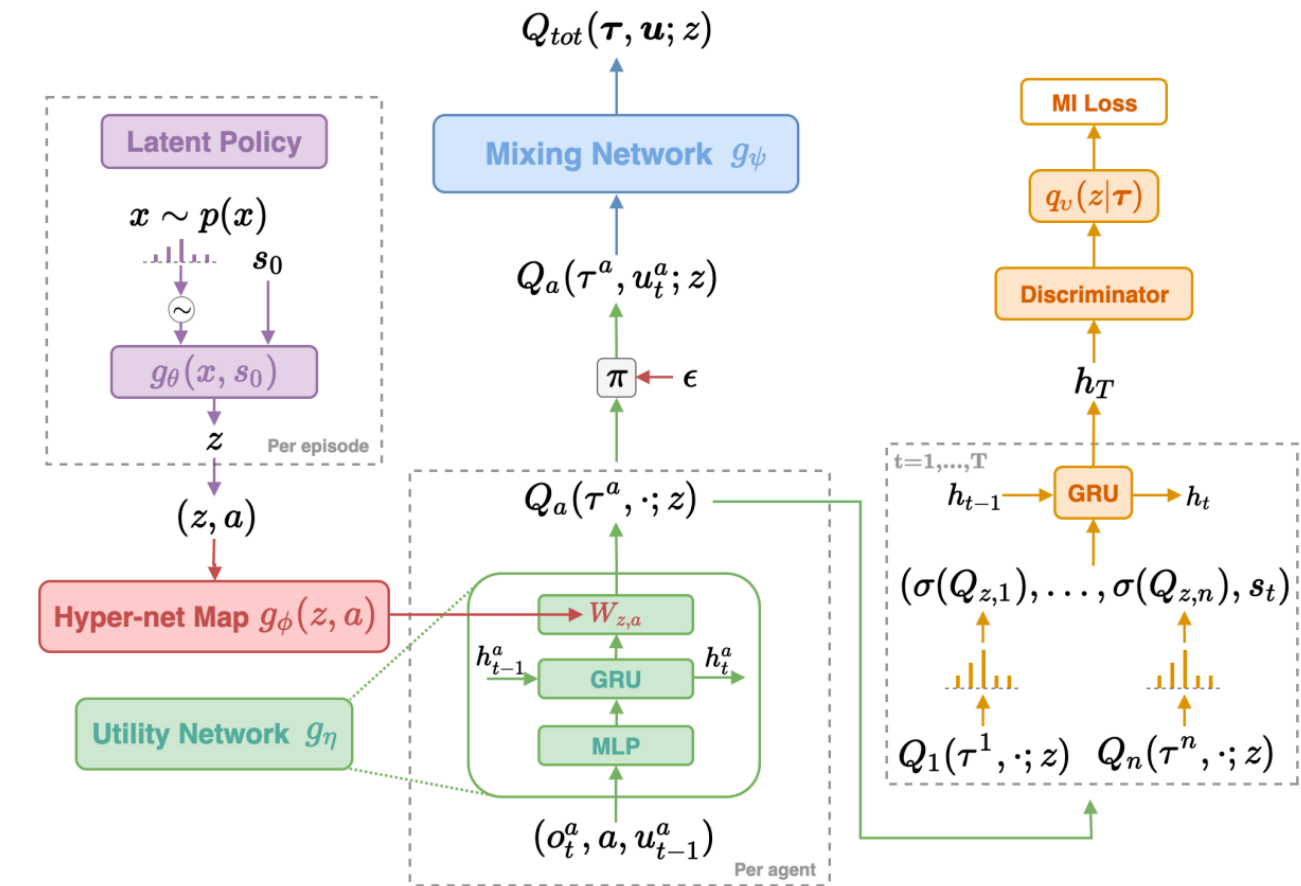 Q_{tot}(τ, u; z)
Mixing Network g_ψ
Q_a(τ^a, u_t^a; z)
π
ϵ
Latent Policy
x ∼ p(x)
s_0
∼
g_θ(x, s_0)
z
Per episode
(z, a)
Hyper-net Map g_ϕ(z, a)
Utility Network g_η
Q_a(τ^a, ·; z)
W_{z,a}
h_{t-1}^a
GRU
h_t^a
MLP
(o_t^a, a, u_{t-1}^a)
Per agent
MI Loss
q_υ(z|τ)
Discriminator
h_T
t=1,...,T
h_{t-1}
GRU
h_t
(σ(Q_{z,1}), ..., σ(Q_{z,n}), s_t)
Q_1(τ^1, ·; z)
Q_n(τ^n, ·; z)